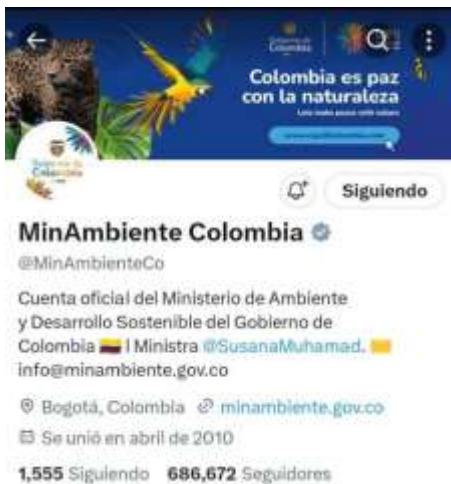 Colombia es paz
con la naturaleza
Siguiendo
MinAmbiente Colombia
@MinAmbienteCo
Cuenta oficial del Ministerio de Ambiente
y Desarrollo Sostenible del Gobierno de
Colombia 🇨🇴 | Ministra @SusanaMuhamad.
info@minambiente.gov.co
Bogotá, Colombia minambiente.gov.co
Se unió en abril de 2010
1,555 Siguiendo 686,672 Seguidores